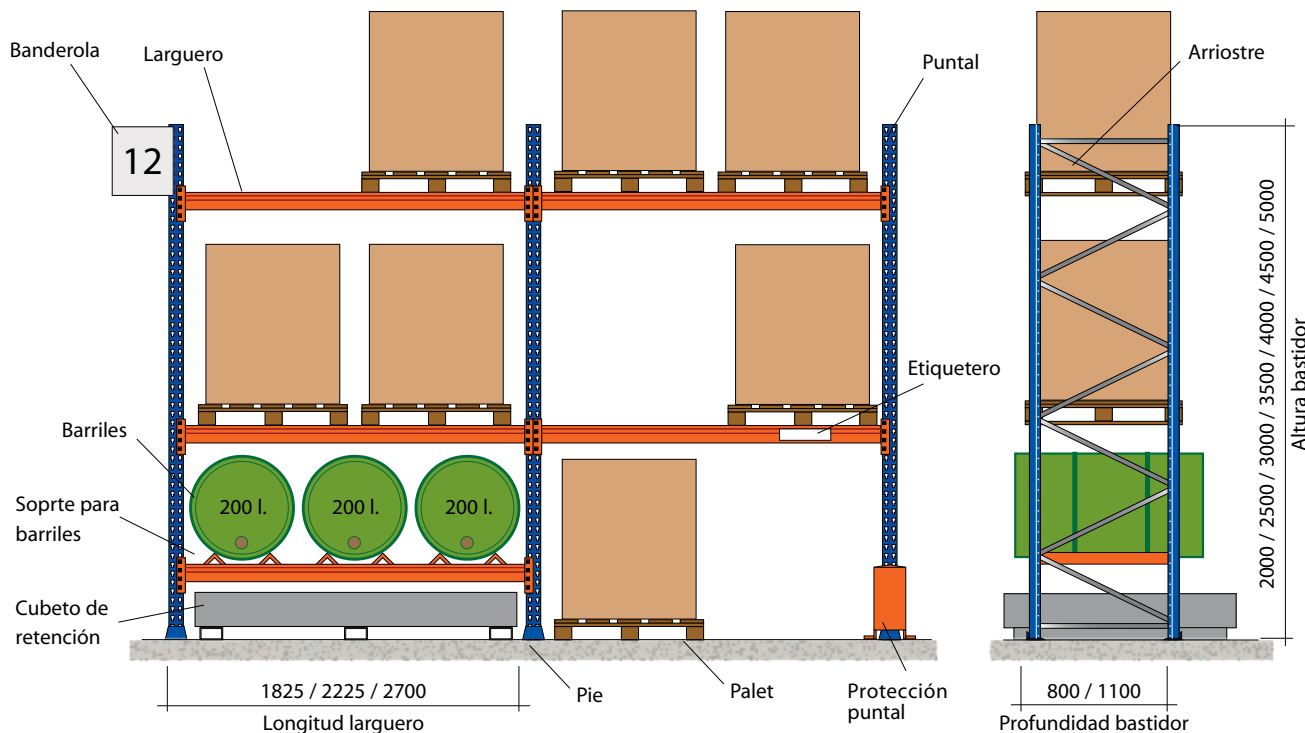 Banderola
Larguero
Puntal
Arriostre
12
Etiquetero
Barriles
200 l.
200 l.
200 l.
Soprte para
barriles
Cubeto de
retención
2000 / 2500 / 3000 / 3500 / 4000 / 4500 / 5000
Altura bastidor
1825 / 2225 / 2700
Longitud larguero
Pie
Palet
Protección
puntal
800 / 1100
Profundidad bastidor